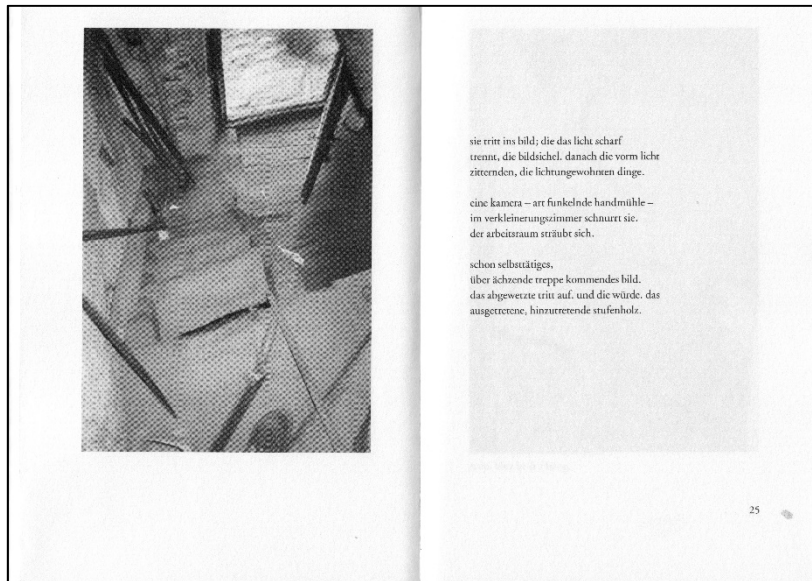 sie tritt ins bild; die das licht scharf
trennt, die bildsichel. danach die vorm licht
zitternden, die lichtungewohnten dinge.
eine kamera – art funkelnde handmühle –
im verkleinerungszimmer schnurrt sie.
der arbeitsraum sträubt sich.
schon selbsttätiges,
über ächzende treppe kommendes bild.
das abgewetzte tritt auf. und die würde. das
ausgetretene, hinzutretende stufenholz.
25